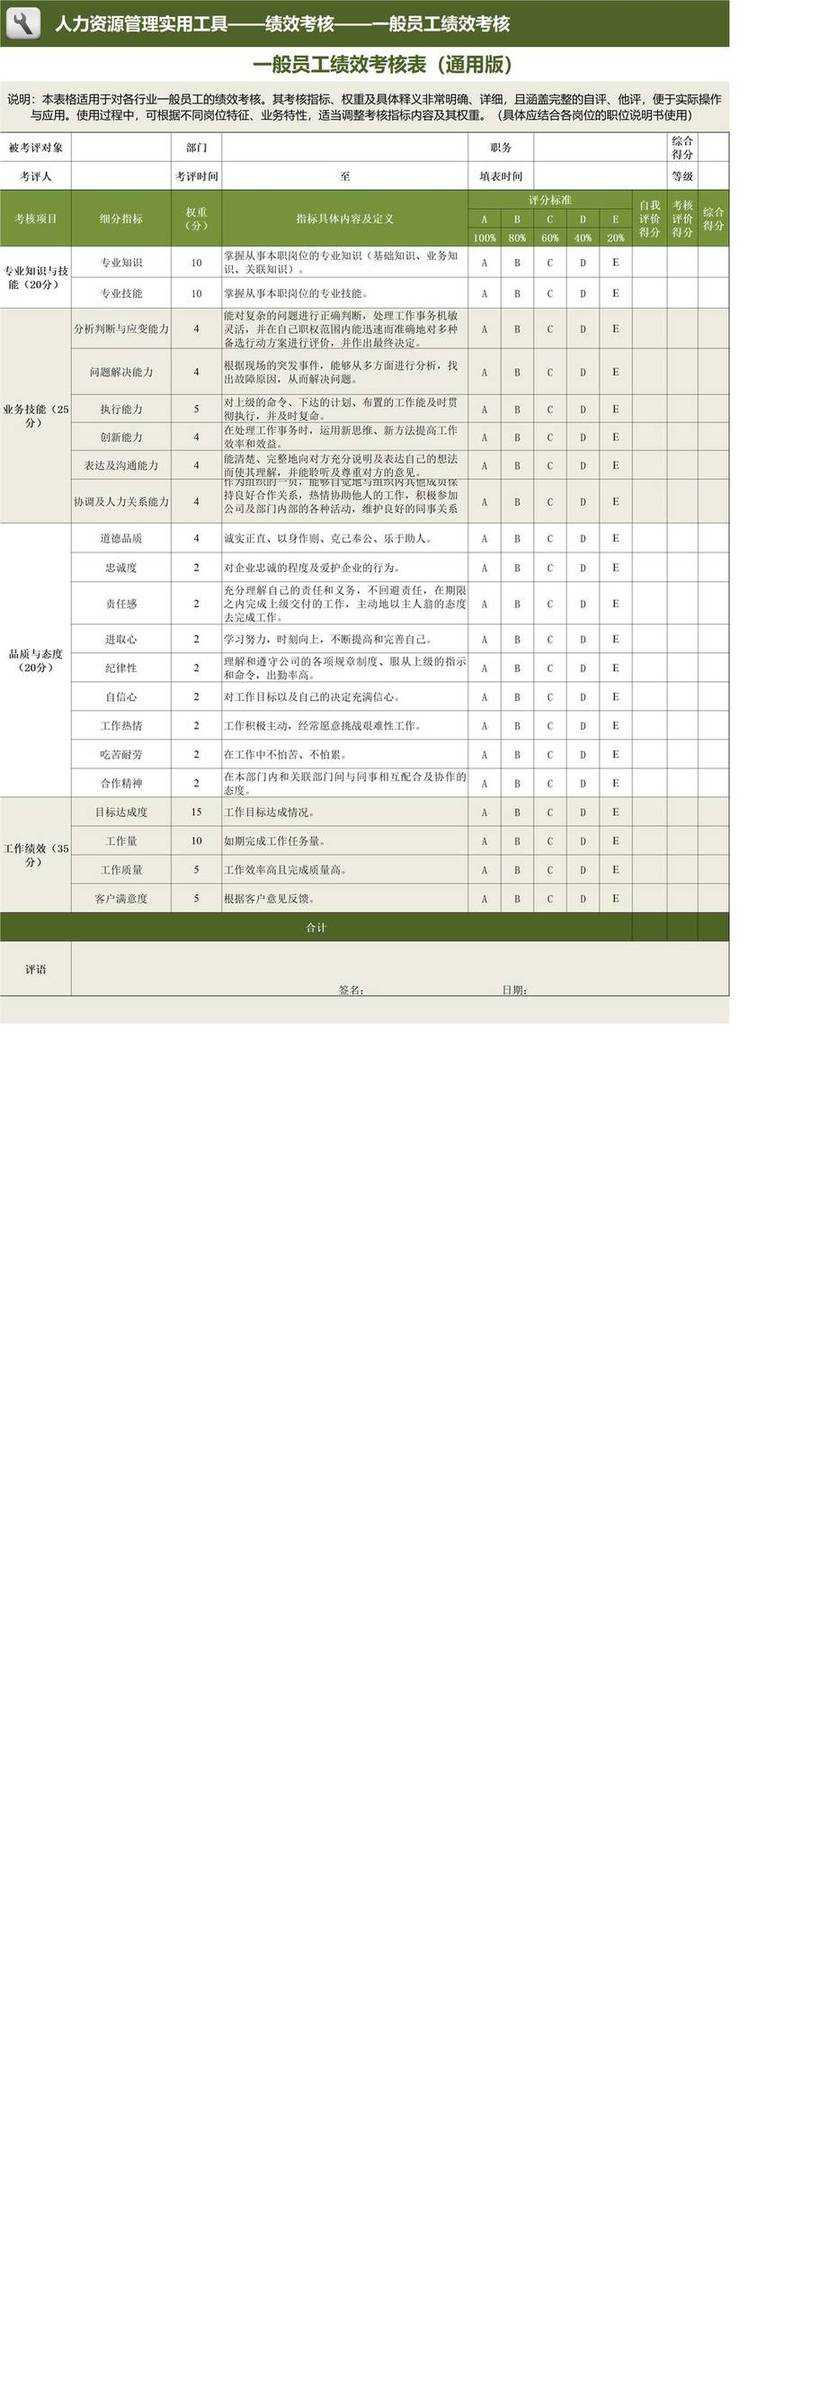 人力资源管理实用工具——绩效考核——一般员工绩效考核
一般员工绩效考核表（通用版）
说明：本表格适用于对各行业一般员工的绩效考核。其考核指标、权重及具体释义非常明确、详细，且涵盖完整的自评、他评，便于实际操作
与应用。使用过程中，可根据不同岗位特征、业务特性，适当调整考核指标内容及其权重。（具体应结合各岗位的职位说明书使用）
被考评对象 部门 职务 综合得分
考评人 考评时间 至 填表时间 等级
考核项目 细分指标 权重（分） 指标具体内容及定义 评分标准 自我评价得分 考核评价得分 综合得分
A B C D E
100% 80% 60% 40% 20%
专业知识与技能（20分）
专业知识 10 掌握从事本职岗位的专业知识（基础知识、业务知
识、关联知识）。 A B C D E
专业技能 10 掌握从事本职岗位的专业技能。 A B C D E
业务技能（25分）
分析判断与应变能力 4 能对复杂的问题进行正确判断，处理工作事务机敏
灵活，并在自己职权范围内能迅速而准确地对多种
备选行动方案进行评价，并作出最终决定。 A B C D E
问题解决能力 4 根据现场的突发事件，能够从多方面进行分析，找
出故障原因，从而解决问题。 A B C D E
执行能力 5 对上级的命令、下达的计划、布置的工作能及时贯
彻执行，并及时复命。 A B C D E
创新能力 4 在处理工作事务时，运用新思维、新方法提高工作
效率和效益。 A B C D E
表达及沟通能力 4 能清楚、完整地向对方充分说明及表达自己的想法
而使其理解，并能聆听及尊重对方的意见。 A B C D E
协调及人力关系能力 4 作为组织的一员，能够自觉地与组织内其他成员保
持良好合作关系，热情协助他人的工作，积极参加
公司及部门内部的各种活动，维护良好的同事关系 A B C D E
品质与态度（20分）
道德品质 4 诚实正直、以身作则、克己奉公、乐于助人。 A B C D E
忠诚度 2 对企业忠诚的程度及爱护企业的行为。 A B C D E
责任感 2 充分理解自己的责任和义务，不回避责任，在期限
之内完成上级交付的工作，主动地以主人翁的态度
去完成工作。 A B C D E
进取心 2 学习努力，时刻向上，不断提高和完善自己。 A B C D E
纪律性 2 理解和遵守公司的各项规章制度、服从上级的指示
和命令，出勤率高。 A B C D E
自信心 2 对工作目标以及自己的决定充满信心。 A B C D E
工作热情 2 工作积极主动，经常愿意挑战艰难性工作。 A B C D E
吃苦耐劳 2 在工作中不怕苦、不怕累。 A B C D E
合作精神 2 在本部门内和关联部门间与同事相互配合及协作的
态度。 A B C D E
工作绩效（35分）
目标达成度 15 工作目标达成情况。 A B C D E
工作量 10 如期完成工作任务量。 A B C D E
工作质量 5 工作效率高且完成质量高。 A B C D E
客户满意度 5 根据客户意见反馈。 A B C D E
合计
评语
签名： 日期：